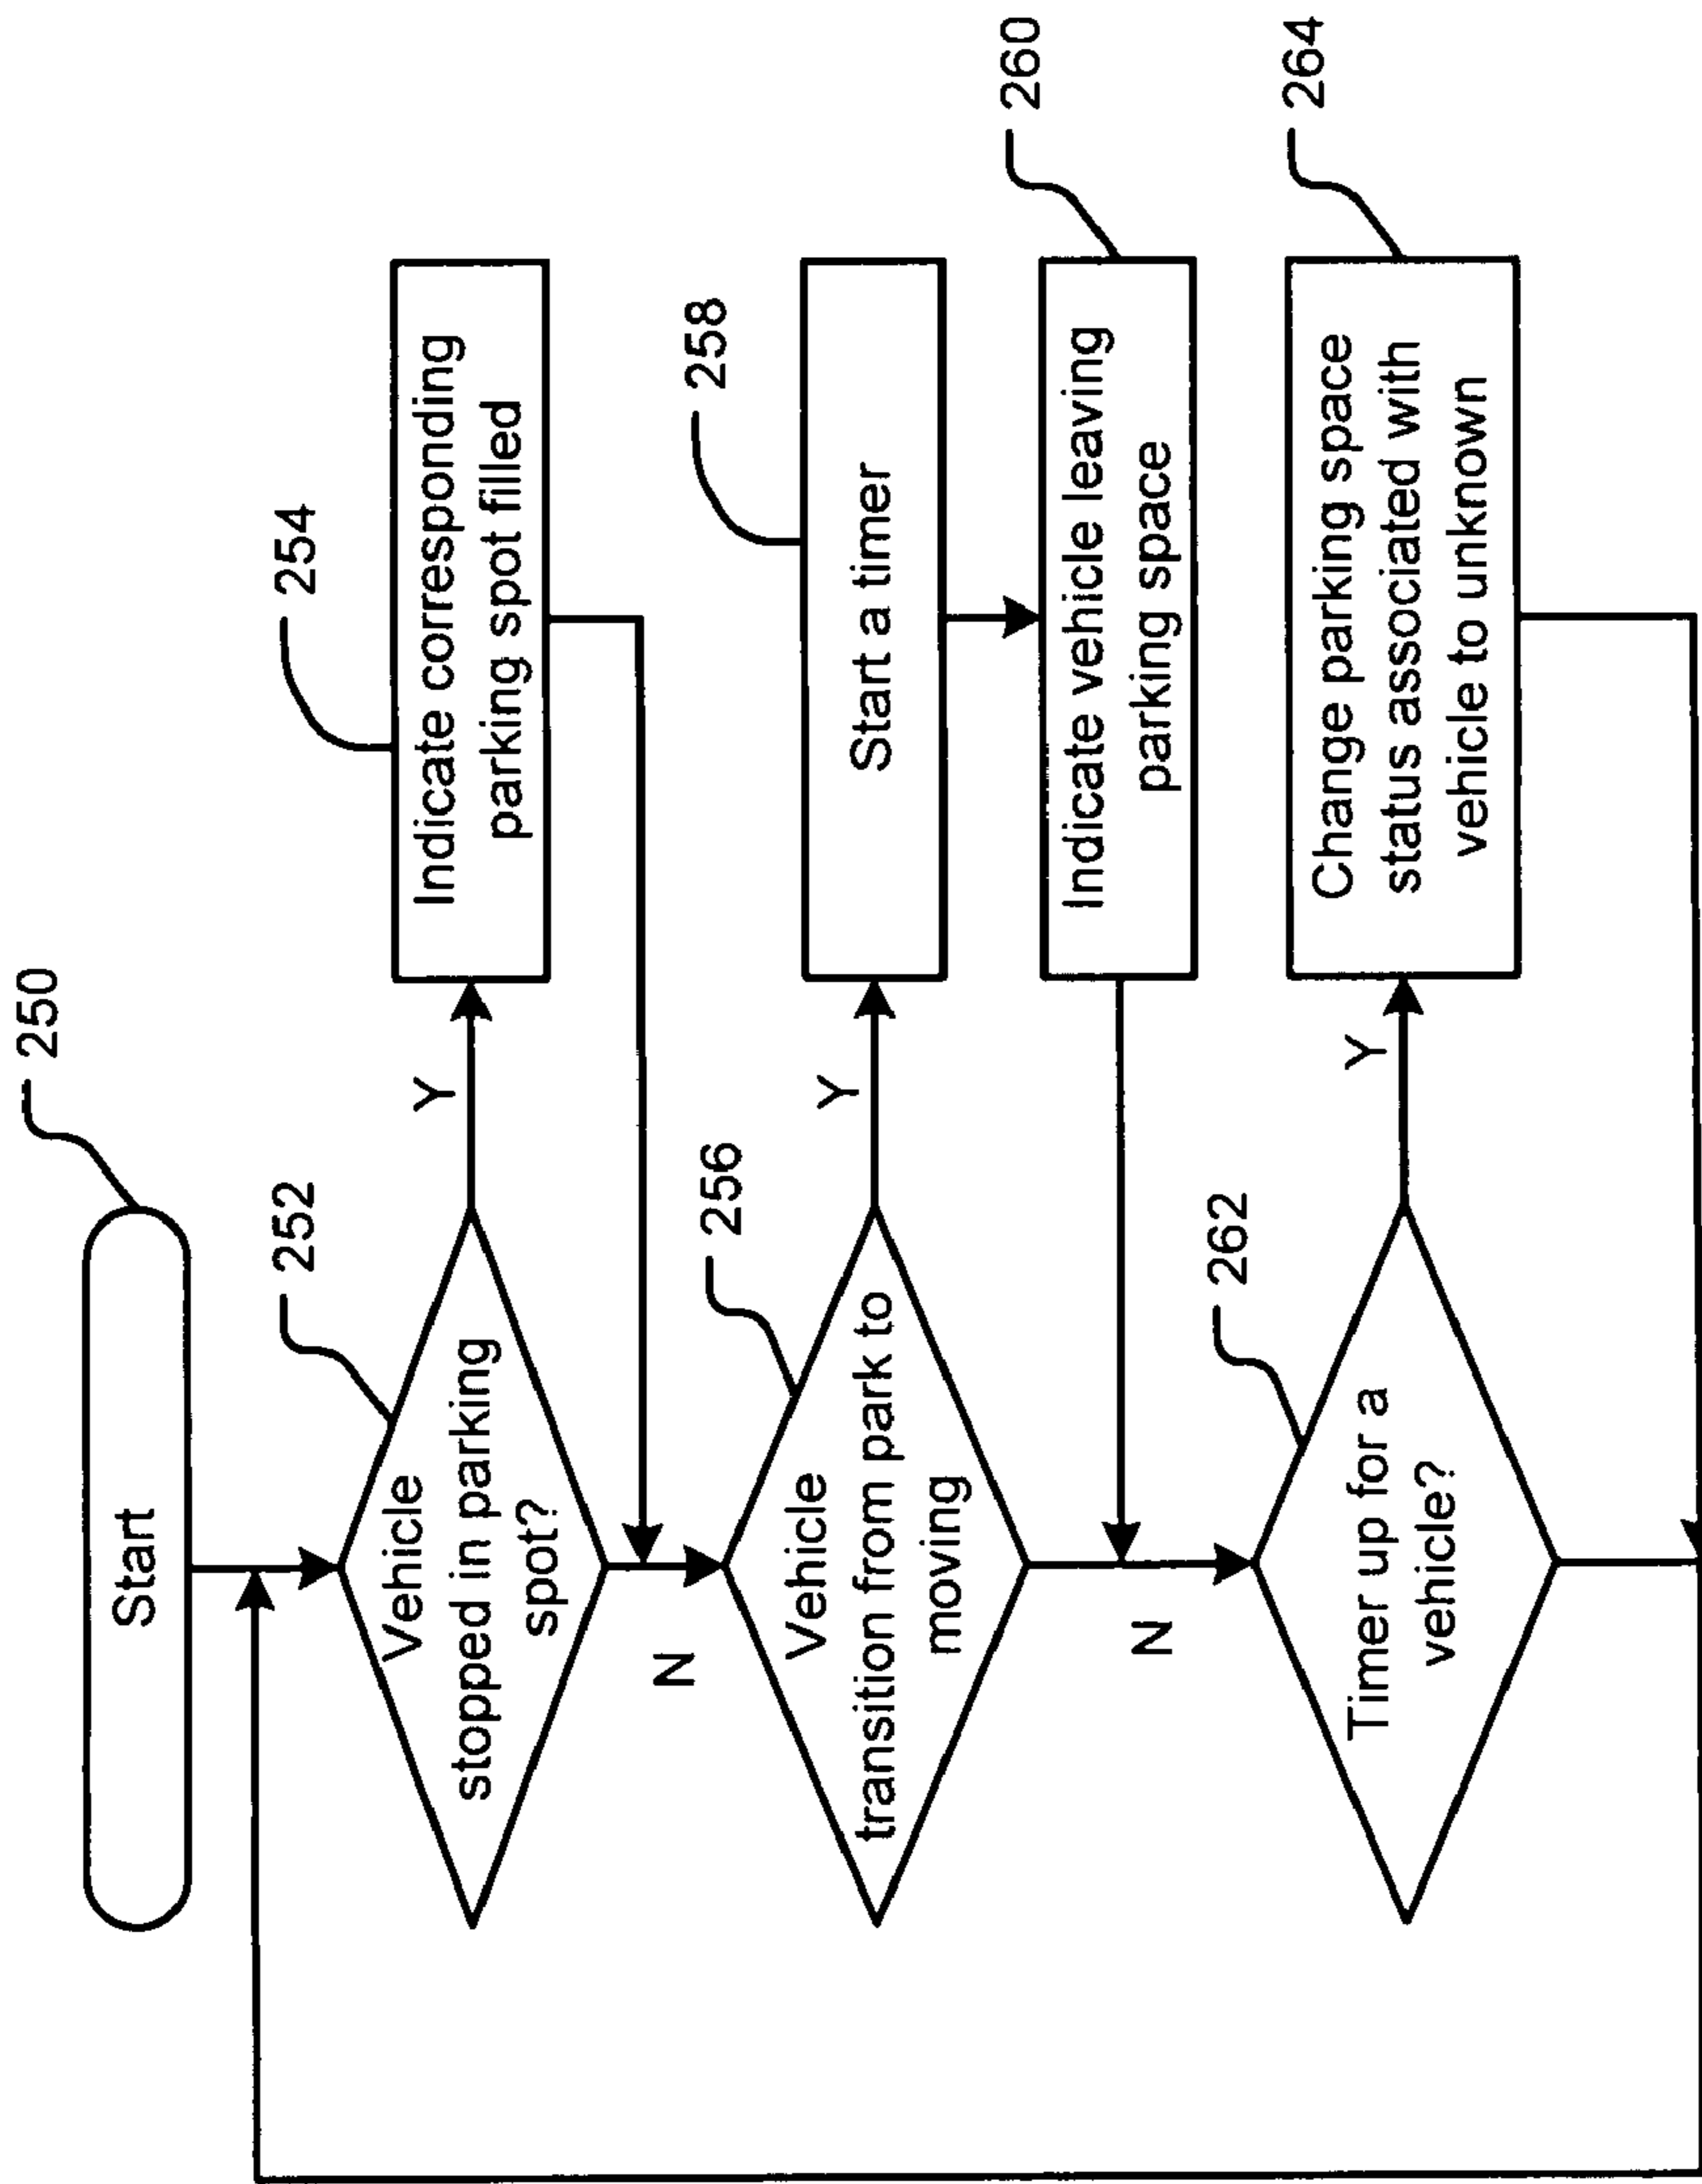 250
Start
252
Vehicle
stopped in parking
spot?
Y
254
Indicate corresponding
parking spot filled
N
256
Vehicle
transition from park to
moving
Y
258
Start a timer
260
Indicate vehicle leaving
parking space
N
262
Timer up for a
vehicle?
Y
264
Change parking space
status associated with
vehicle to unknown